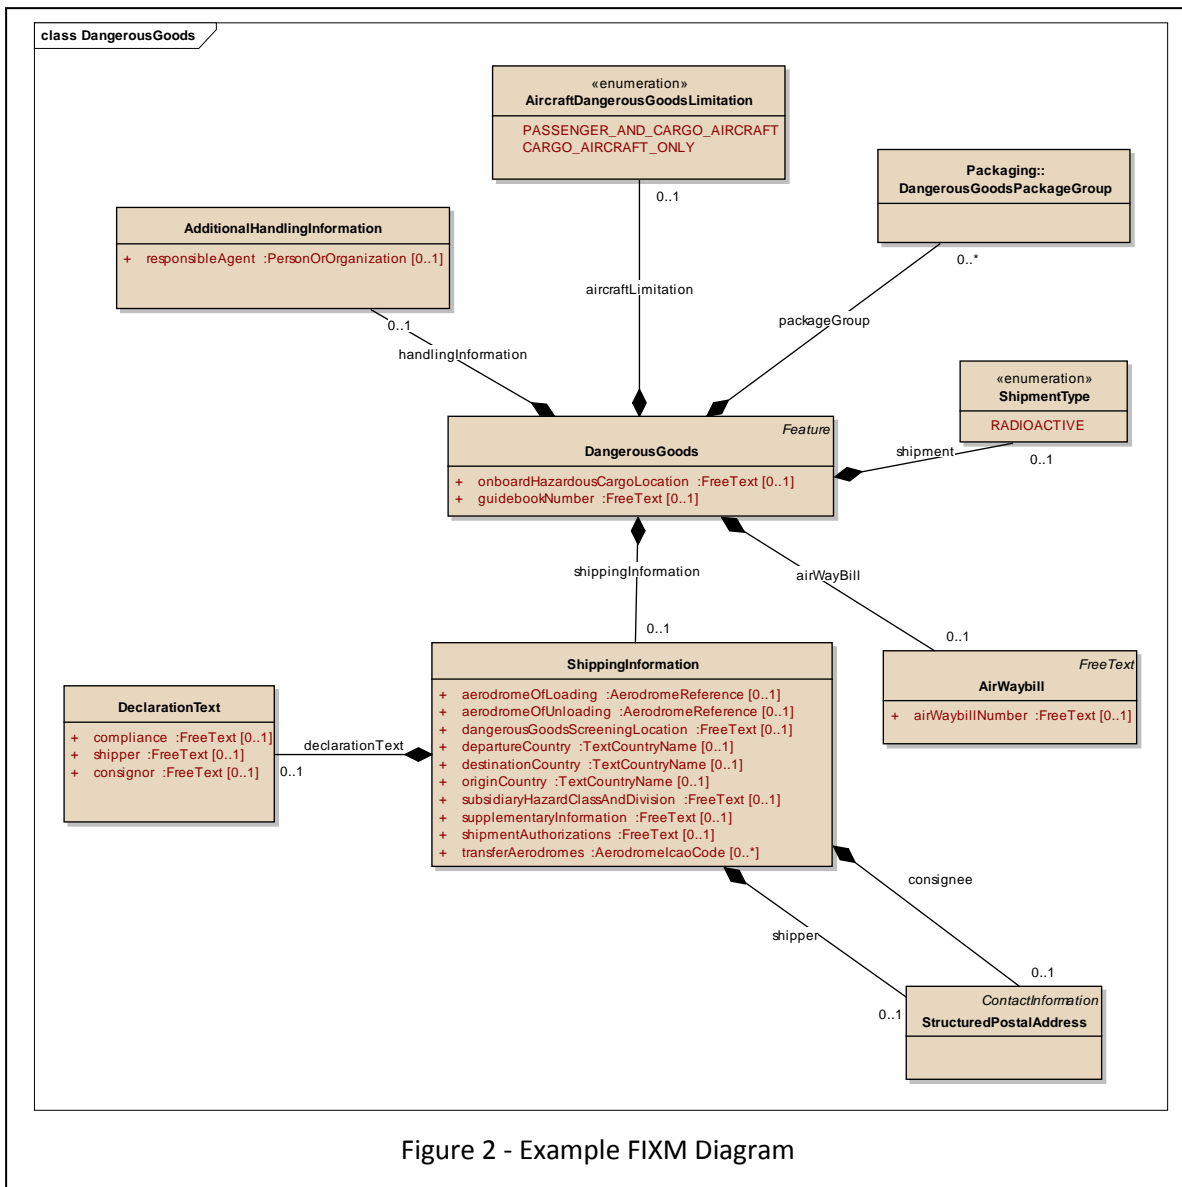 class DangerousGoods
«enumeration»
AircraftDangerousGoodsLimitation
PASSENGER_AND_CARGO_AIRCRAFT
CARGO_AIRCRAFT_ONLY
0..1
Packaging::
DangerousGoodsPackageGroup
0..*
AdditionalHandlingInformation
+ responsibleAgent :PersonOrOrganization [0..1]
0..1
handlingInformation
aircraftLimitation
packageGroup
«enumeration»
ShipmentType
RADIOACTIVE
0..1
shipment
Feature
DangerousGoods
+ onboardHazardousCargoLocation :FreeText [0..1]
+ guidebookNumber :FreeText [0..1]
shippingInformation
0..1
airWayBill
0..1
FreeText
AirWaybill
+ airWaybillNumber :FreeText [0..1]
ShippingInformation
+ aerodromeOfLoading :AerodromeReference [0..1]
+ aerodromeOfUnloading :AerodromeReference [0..1]
+ dangerousGoodsScreeningLocation :FreeText [0..1]
+ departureCountry :TextCountryName [0..1]
+ destinationCountry :TextCountryName [0..1]
+ originCountry :TextCountryName [0..1]
+ subsidiaryHazardClassAndDivision :FreeText [0..1]
+ supplementaryInformation :FreeText [0..1]
+ shipmentAuthorizations :FreeText [0..1]
+ transferAerodromes :AerodromeIcaoCode [0..*]
DeclarationText
+ compliance :FreeText [0..1]
+ shipper :FreeText [0..1]
+ consignor :FreeText [0..1]
declarationText
0..1
consignee
0..1
shipper
0..1
ContactInformation
StructuredPostalAddress
Figure 2 - Example FIXM Diagram